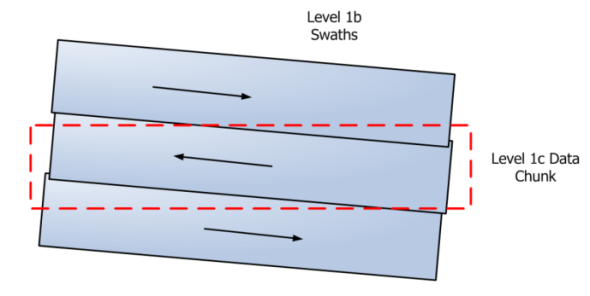 Level 1b
Swaths
Level 1c Data
Chunk